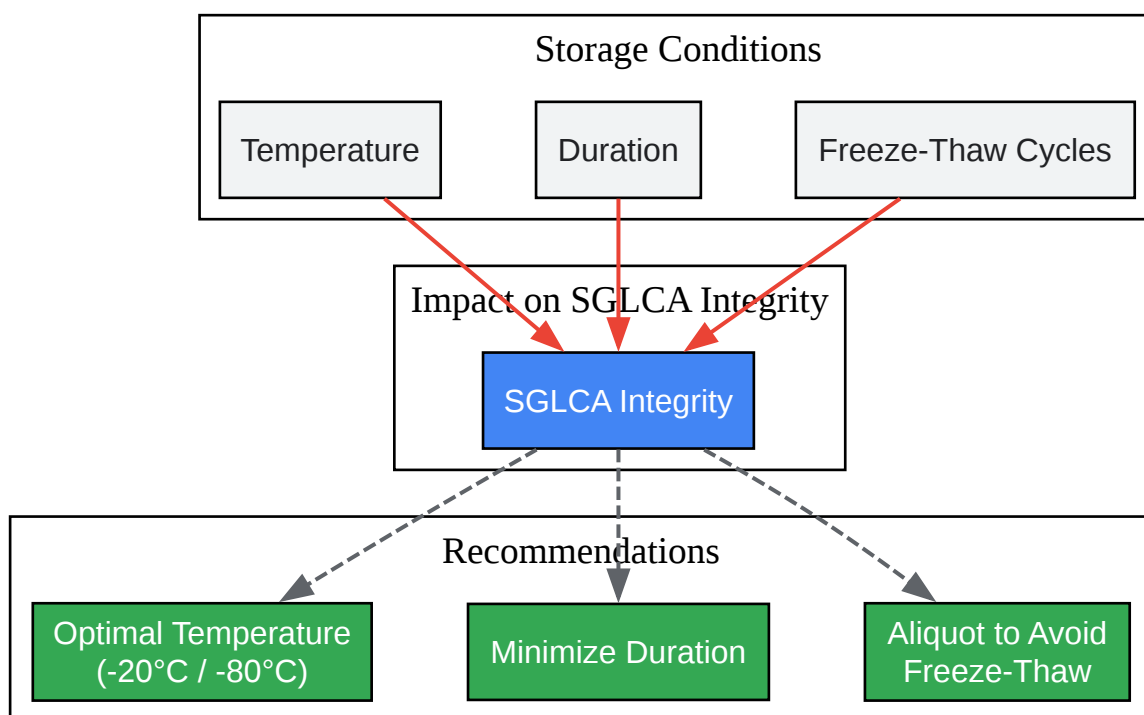 Storage Conditions
Temperature
Duration
Freeze-Thaw Cycles
Impact on SGLCA Integrity
SGLCA Integrity
Recommendations
Optimal Temperature
(-20°C / -80°C)
Minimize Duration
Aliquot to Avoid
Freeze-Thaw